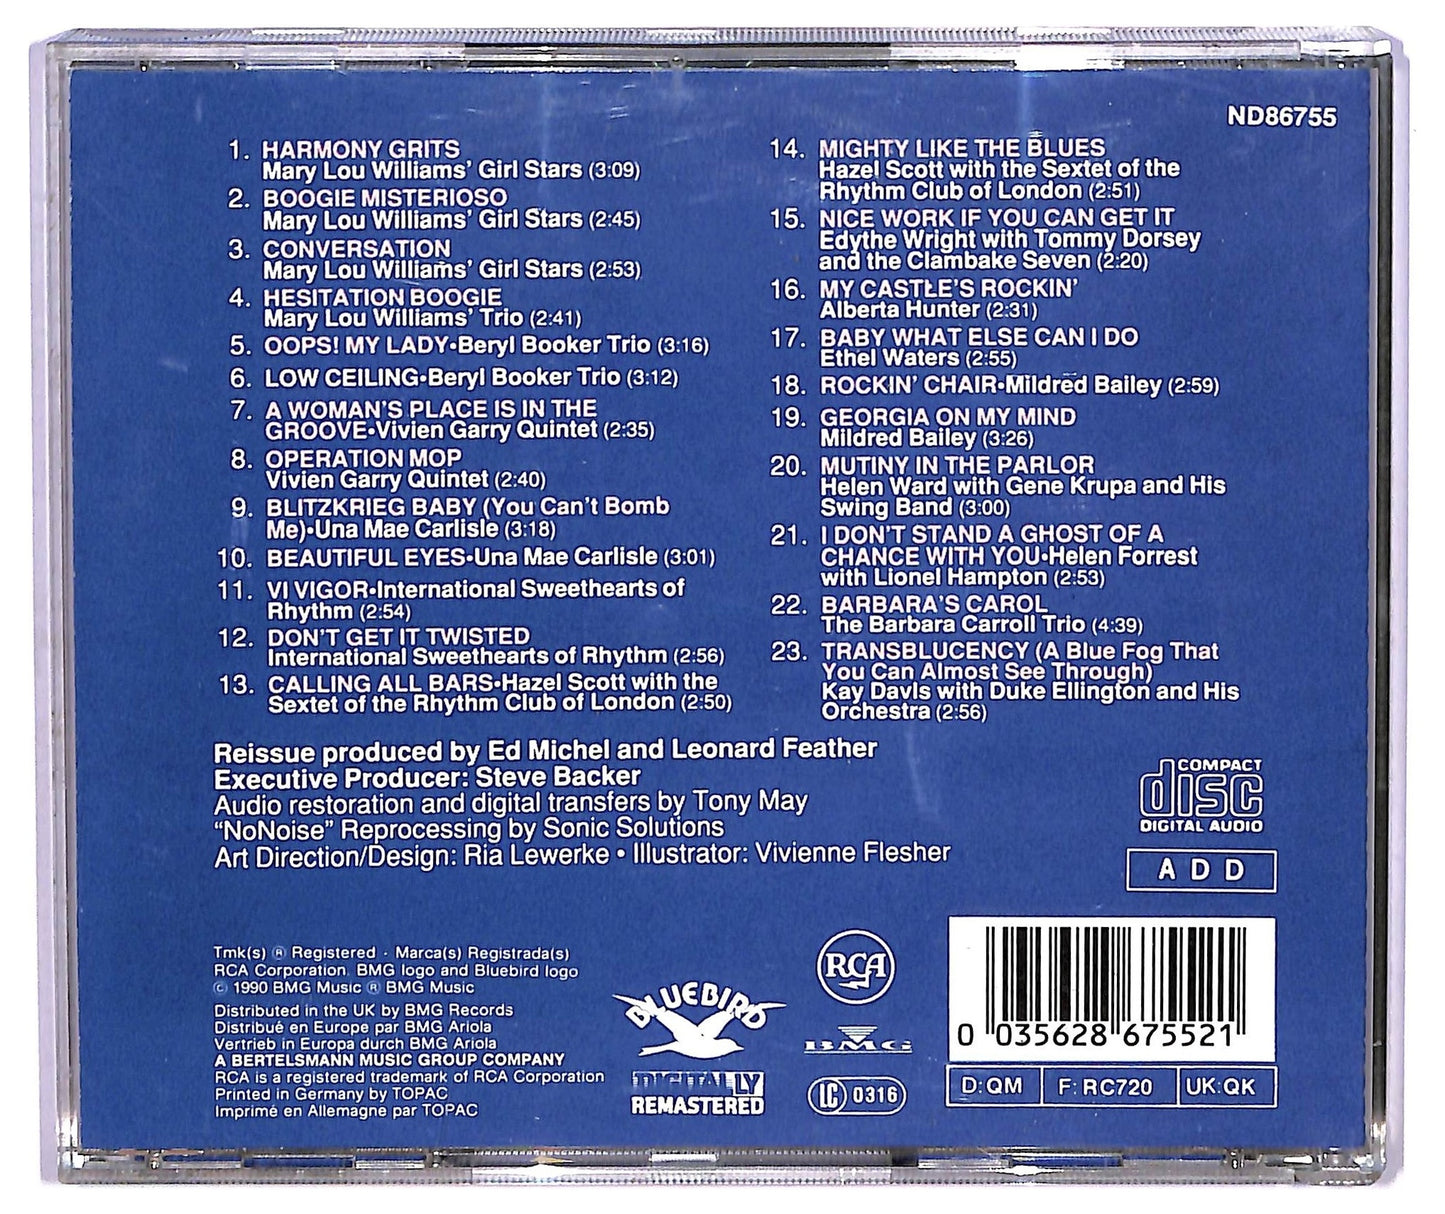 ND86755
1. HARMONY GRITS
Mary Lou Williams' Girl Stars (3:09)
2. BOOGIE MISTERIOSO
Mary Lou Williams' Girl Stars (2:45)
3. CONVERSATION
Mary Lou Williams' Girl Stars (2:53)
4. HESITATION BOOGIE
Mary Lou Williams' Trio (2:41)
5. OOPS! MY LADY•Beryl Booker Trio (3:16)
6. LOW CEILING•Beryl Booker Trio (3:12)
7. A WOMAN'S PLACE IS IN THE
GROOVE•Vivien Garry Quintet (2:35)
8. OPERATION MOP
Vivien Garry Quintet (2:40)
9. BLITZKRIEG BABY (You Can't Bomb
Me)•Una Mae Carlisle (3:18)
10. BEAUTIFUL EYES•Una Mae Carlisle (3:01)
11. VI VIGOR•International Sweethearts of
Rhythm (2:54)
12. DON'T GET IT TWISTED
International Sweethearts of Rhythm (2:56)
13. CALLING ALL BARS•Hazel Scott with the
Sextet of the Rhythm Club of London (2:50)
14. MIGHTY LIKE THE BLUES
Hazel Scott with the Sextet of the
Rhythm Club of London (2:51)
15. NICE WORK IF YOU CAN GET IT
Edythe Wright with Tommy Dorsey
and the Clambake Seven (2:20)
16. MY CASTLE'S ROCKIN'
Alberta Hunter (2:31)
17. BABY WHAT ELSE CAN I DO
Ethel Waters (2:55)
18. ROCKIN' CHAIR•Mildred Bailey (2:59)
19. GEORGIA ON MY MIND
Mildred Bailey (3:26)
20. MUTINY IN THE PARLOR
Helen Ward with Gene Krupa and His
Swing Band (3:00)
21. I DON'T STAND A GHOST OF A
CHANCE WITH YOU•Helen Forrest
with Lionel Hampton (2:53)
22. BARBARA'S CAROL
The Barbara Carroll Trio (4:39)
23. TRANSBLUCENCY (A Blue Fog That
You Can Almost See Through)
Kay Davis with Duke Ellington and His
Orchestra (2:56)
Reissue produced by Ed Michel and Leonard Feather
Executive Producer: Steve Backer
Audio restoration and digital transfers by Tony May
"NoNoise" Reprocessing by Sonic Solutions
Art Direction/Design: Ria Lewerke • Illustrator: Vivienne Flesher
COMPACT
disc
DIGITAL AUDIO
A D D
Tmk(s) ® Registered · Marca(s) Registrada(s)
RCA Corporation. BMG logo and Bluebird logo
© 1990 BMG Music ® BMG Music
Distributed in the UK by BMG Records
Distribué en Europe par BMG Ariola
Vertrieb in Europa durch BMG Ariola
A BERTELSMANN MUSIC GROUP COMPANY
RCA is a registered trademark of RCA Corporation
Printed in Germany by TOPAC
Imprimé en Allemagne par TOPAC
BLUEBIRD
DIGITALLY
REMASTERED
RCA
BMG
LC 0316
0 035628 675521
D:QM F:RC720 UK:QK